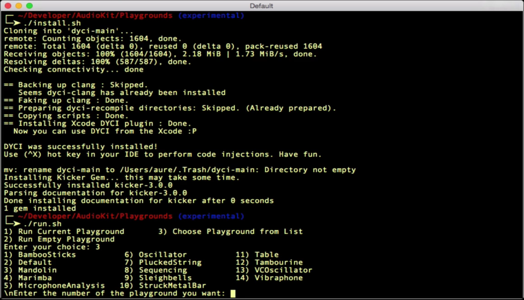 Default
~/Developer/AudioKit/Playgrounds (experimental)
./install.sh
Cloning into 'dyci-main'...
remote: Counting objects: 1604, done.
remote: Total 1604 (delta 0), reused 0 (delta 0), pack-reused 1604
Receiving objects: 100% (1604/1604), 2.18 MiB | 1.73 MiB/s, done.
Resolving deltas: 100% (587/587), done.
Checking connectivity... done

== Backing up clang : Skipped.
   Seems dyci-clang has already been installed
== Faking up clang : Done.
== Preparing dyci-recompile directories: Skipped. (Already prepared).
== Copying scripts : Done.
== Installing Xcode DYCI plugin : Done.
  Now you can use DYCI from the Xcode :P

DYCI was successfully installed!
Use (^X) hot key in your IDE to perform code injections. Have fun.

mv: rename dyci-main to /Users/aure/.Trash/dyci-main: Directory not empty
Installing Kicker Gem... this may take some time.
Successfully installed kicker-3.0.0
Parsing documentation for kicker-3.0.0
Done installing documentation for kicker after 0 seconds
1 gem installed
~/Developer/AudioKit/Playgrounds (experimental)
./run.sh
1) Run Current Playground       3) Choose Playground from List
2) Run Empty Playground
Enter your choice: 3
1) BambooSticks          6) Oscillator           11) Table
2) Default               7) PluckedString        12) Tambourine
3) Mandolin              8) Sequencing           13) VCOscillator
4) Marimba               9) Sleighbells          14) Vibraphone
5) MicrophoneAnalysis   10) StruckMetalBar
\nEnter the number of the playground you want: